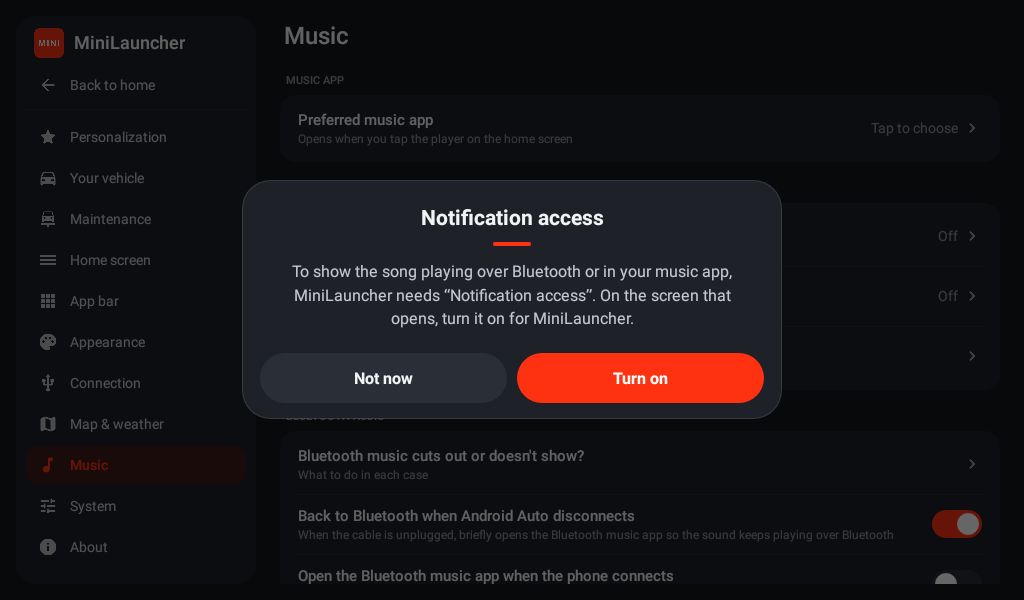 MINI MiniLauncher
Back to home
Personalization
Your vehicle
Maintenance
Home screen
App bar
Appearance
Connection
Map & weather
Music
System
About
Music
MUSIC APP
Preferred music app
Opens when you tap the player on the home screen
Tap to choose
Off
Off
Notification access
To show the song playing over Bluetooth or in your music app,
MiniLauncher needs “Notification access”. On the screen that
opens, turn it on for MiniLauncher.
Not now
Turn on
Bluetooth music cuts out or doesn't show?
What to do in each case
Back to Bluetooth when Android Auto disconnects
When the cable is unplugged, briefly opens the Bluetooth music app so the sound keeps playing over Bluetooth
Open the Bluetooth music app when the phone connects